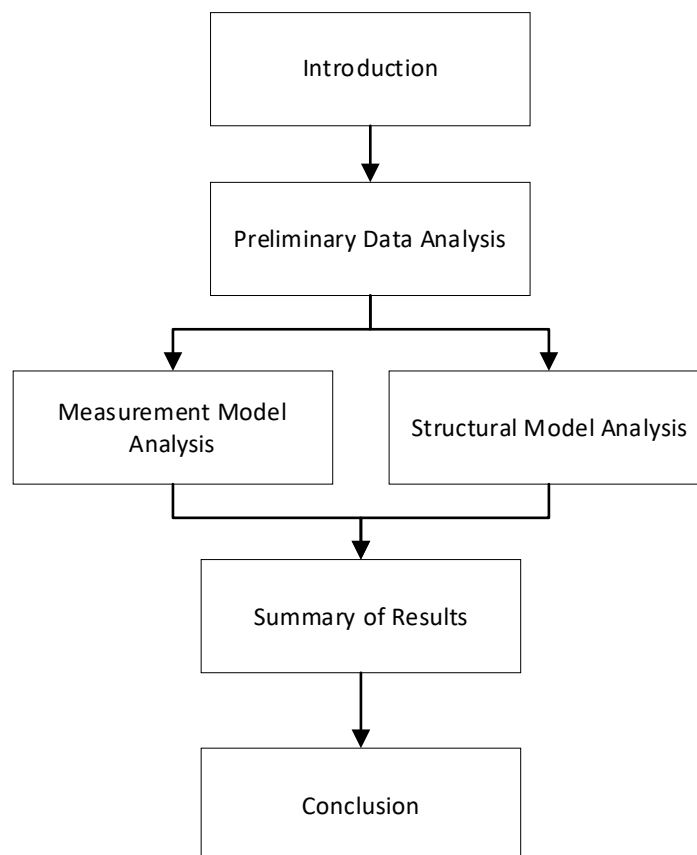 Introduction
Preliminary Data Analysis
Measurement Model
Analysis
Structural Model Analysis
Summary of Results
Conclusion